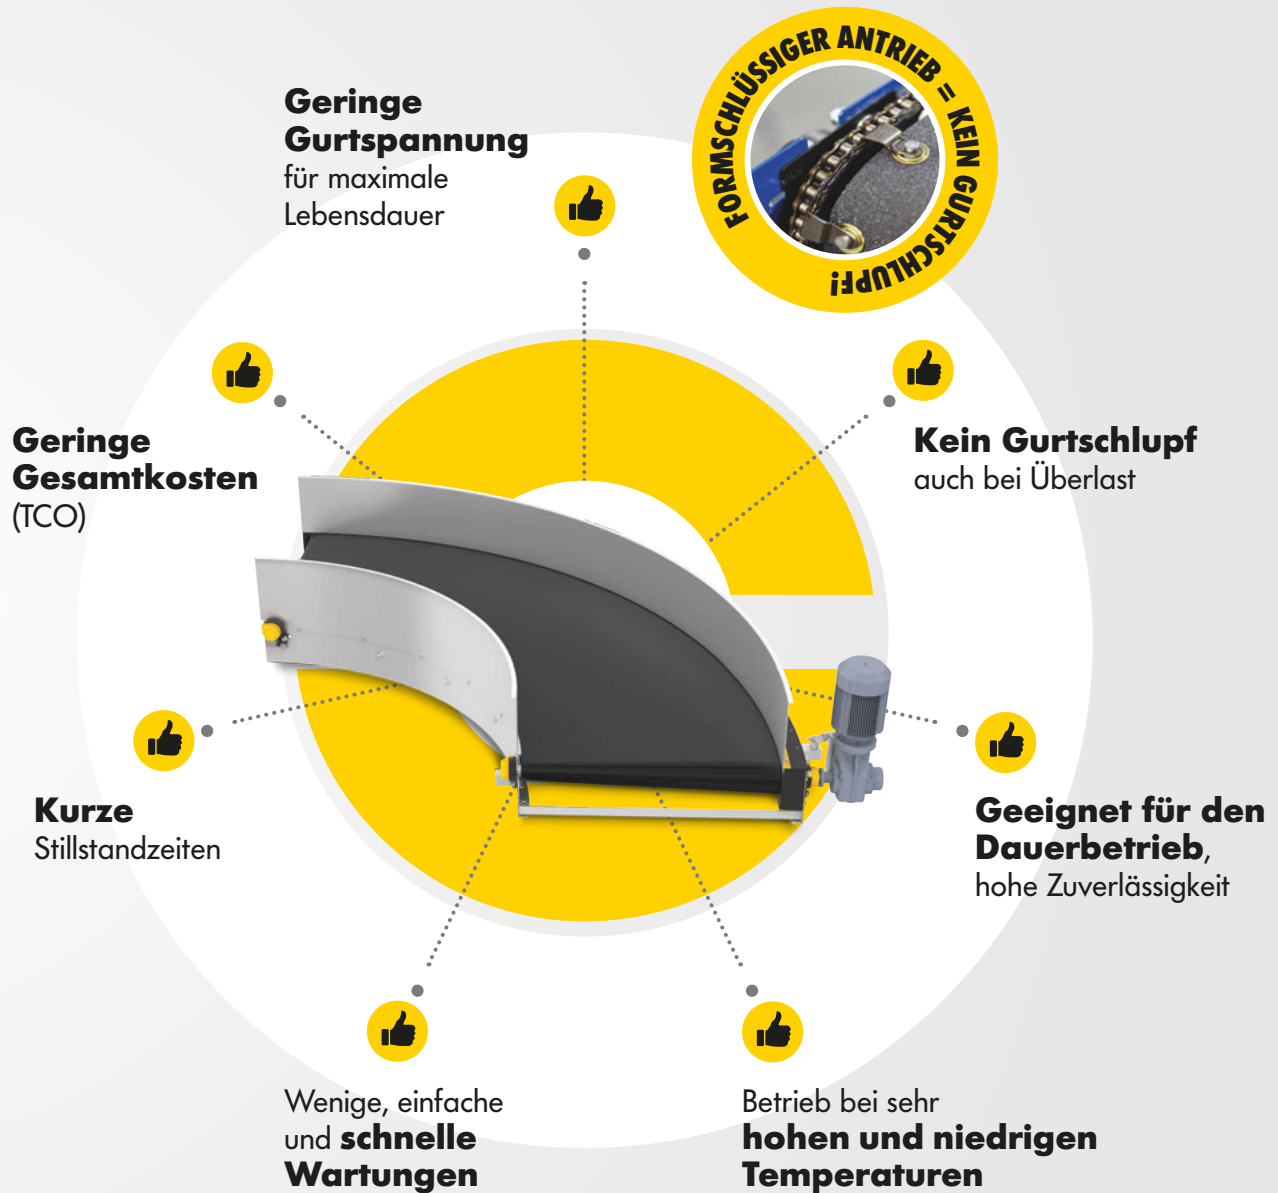 FORMSCHLÜSSIGER ANTRIEB = KEIN GURTSCHLUPF!
Geringe
Gurtspannung
für maximale
Lebensdauer
Kein Gurtschlupf
auch bei Überlast
Geringe
Gesamtkosten
(TCO)
Kurze
Stillstandzeiten
Geeignet für den
Dauerbetrieb,
hohe Zuverlässigkeit
Wenige, einfache
und schnelle
Wartungen
Betrieb bei sehr
hohen und niedrigen
Temperaturen